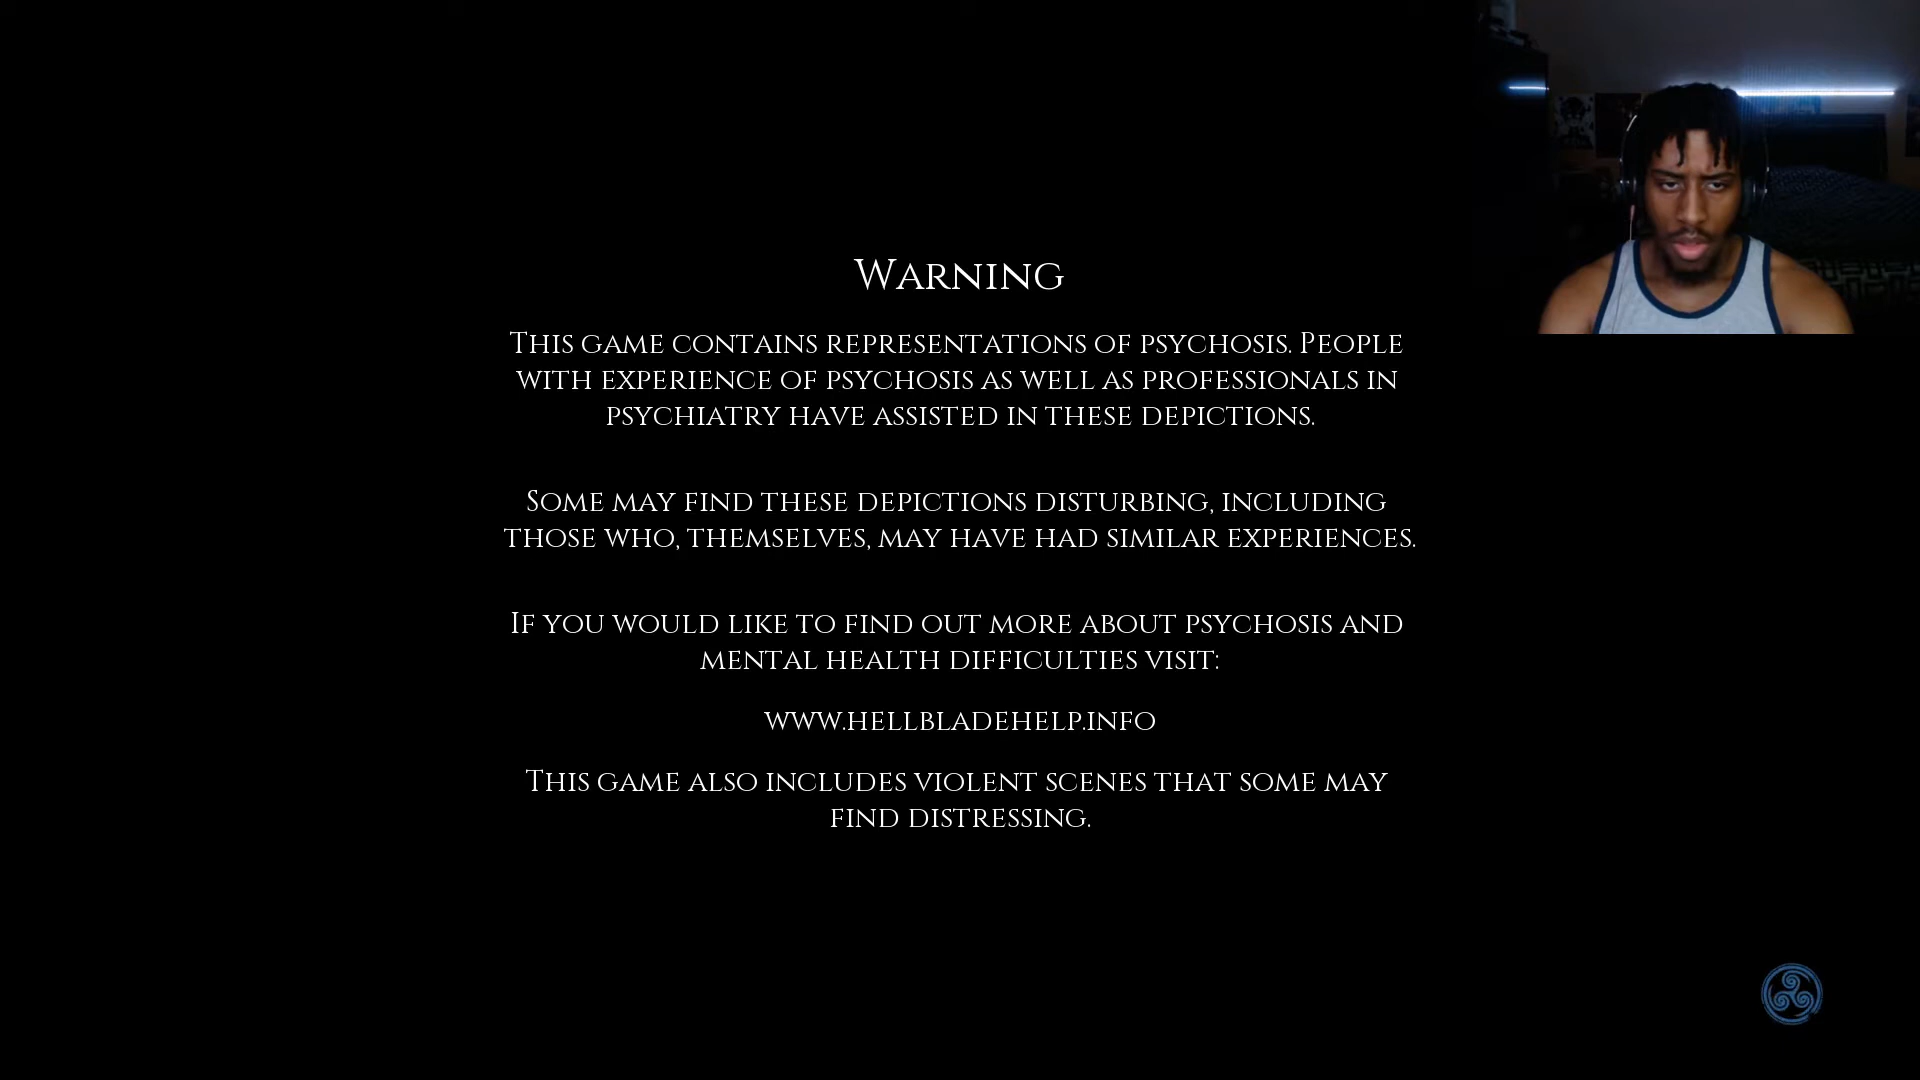 Warning
This game contains representations of psychosis. People
with experience of psychosis as well as professionals in
psychiatry have assisted in these depictions.
Some may find these depictions disturbing, including
those who, themselves, may have had similar experiences.
If you would like to find out more about psychosis and
mental health difficulties visit:
www.hellbladehelp.info
This game also includes violent scenes that some may
find distressing.